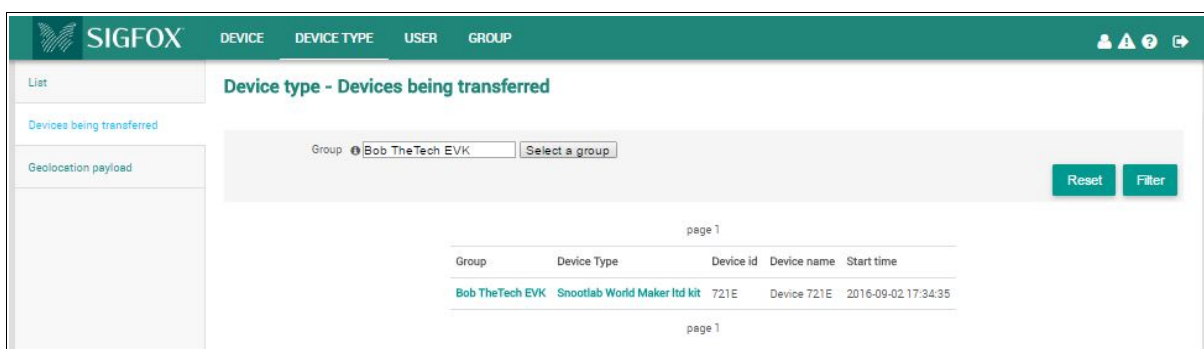 SIGFOX DEVICE DEVICE TYPE USER GROUP
List
Device type - Devices being transferred
Devices being transferred
Group Bob TheTech EVK Select a group
Geolocation payload
Reset Filter
page 1
Group Device Type Device id Device name Start time
Bob TheTech EVK Snootlab World Maker ltd kit 721E Device 721E 2016-09-02 17:34:35
page 1